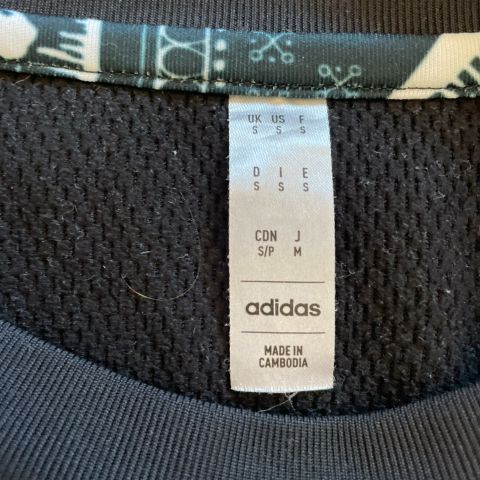 UK US F
S S S
D I E
S S S
CDN J
S/P M
adidas
MADE IN
CAMBODIA